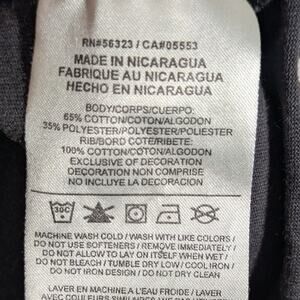 RN#56323 / CA#05553
MADE IN NICARAGUA
FABRIQUE AU NICARAGUA
HECHO EN NICARAGUA
BODY/CORPS/CUERPO:
65% COTTON/COTON/ALGODON
35% POLYESTER/POLYESTER/POLIESTER
RIB/BORD COTE/RIBETE:
100% COTTON/COTON/ALGODON
EXCLUSIVE OF DECORATION
DECORATION NON COMPRISE
NO INCLUYE LA DECORACION
MACHINE WASH COLD / WASH WITH LIKE COLORS /
DO NOT USE SOFTENERS / REMOVE IMMEDIATELY /
DO NOT ALLOW TO LAY ON ITSELF WHEN WET /
DO NOT BLEACH / TUMBLE DRY LOW / COOL IRON /
DO NOT IRON DESIGN / DO NOT DRY CLEAN
LAVER EN MACHINE A L'EAU FROIDE / LAVER
AVEC COULEURS SIMILAIRES